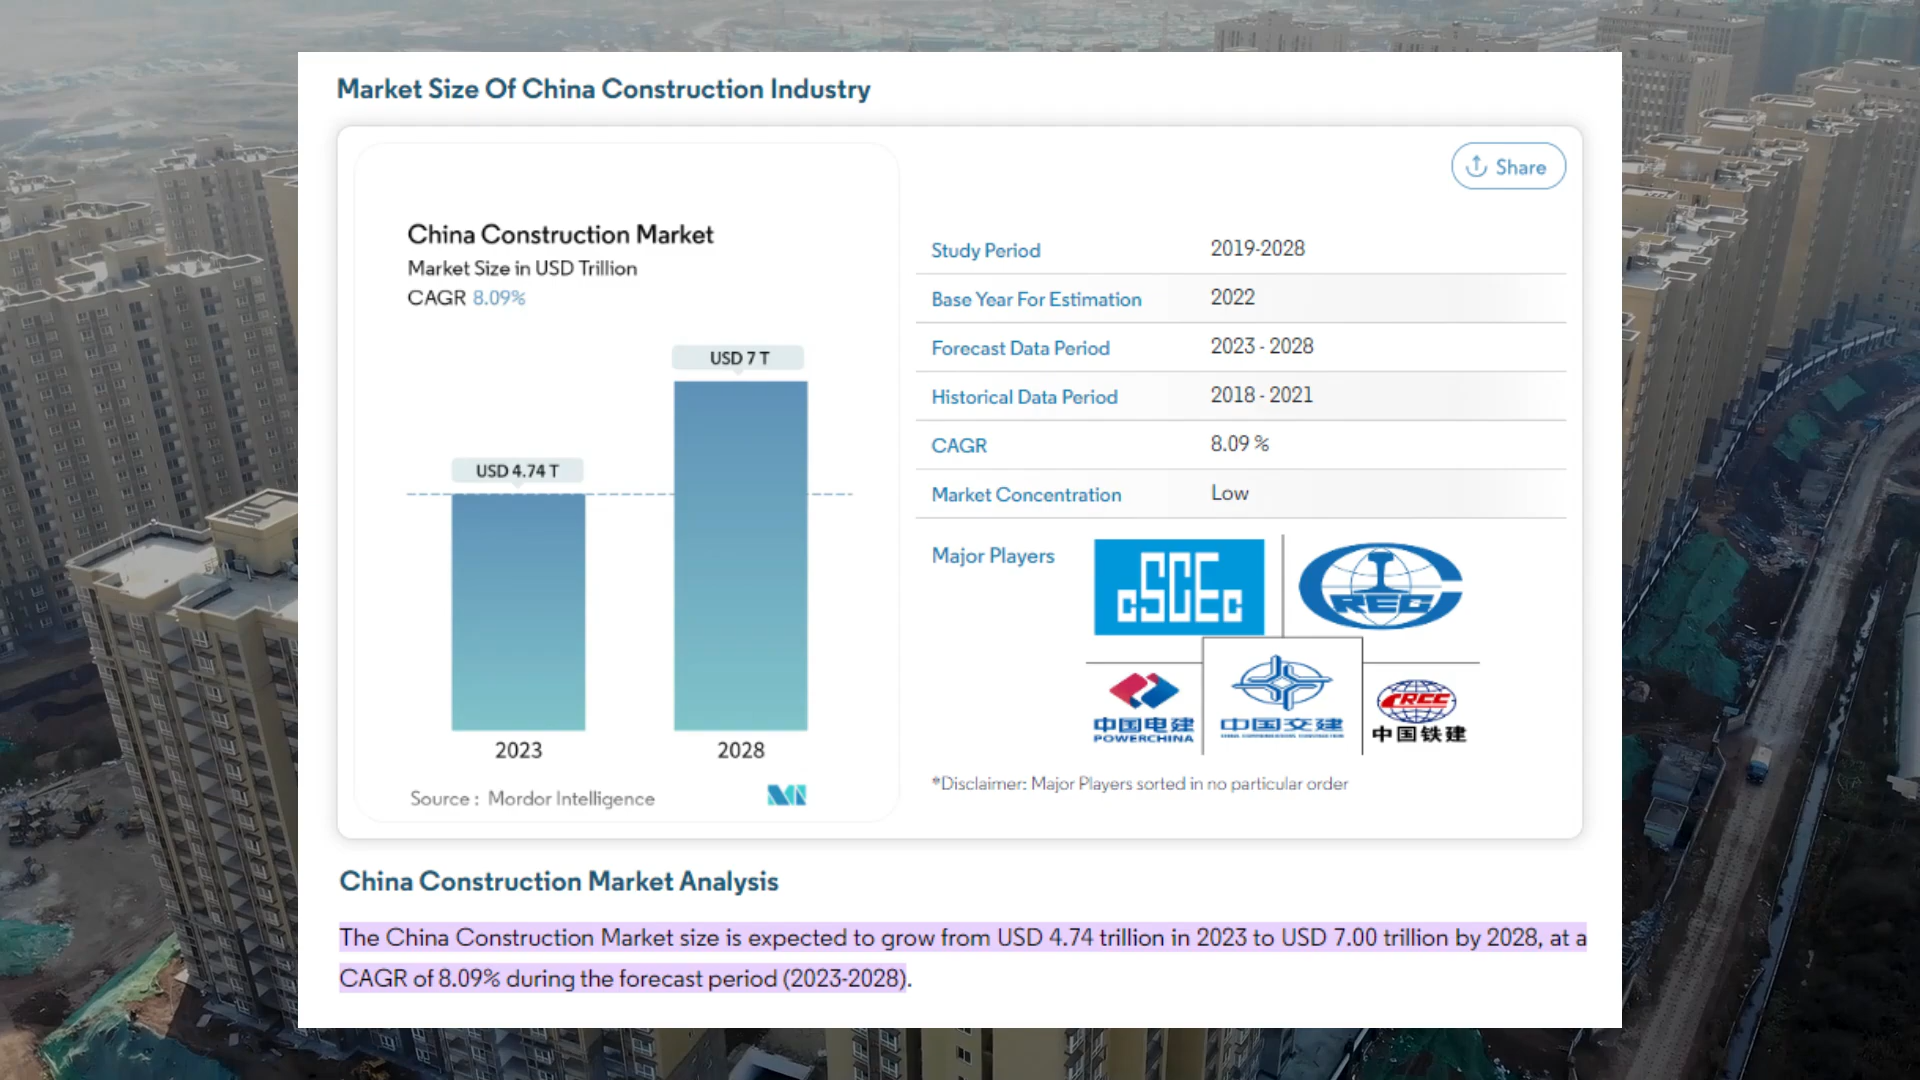 Market Size Of China Construction Industry
Share
China Construction Market
Market Size in USD Trillion
CAGR 8.09%
USD 7 T
USD 4.74 T
2023
2028
Source : Mordor Intelligence
Study Period 2019-2028
Base Year For Estimation 2022
Forecast Data Period 2023 - 2028
Historical Data Period 2018 - 2021
CAGR 8.09 %
Market Concentration Low
Major Players
CSCEC
CREC
中国电建
POWERCHINA
中国交建
CHINA COMMUNICATIONS CONSTRUCTION
CRCC
中国铁建
*Disclaimer: Major Players sorted in no particular order
China Construction Market Analysis
The China Construction Market size is expected to grow from USD 4.74 trillion in 2023 to USD 7.00 trillion by 2028, at a
CAGR of 8.09% during the forecast period (2023-2028).